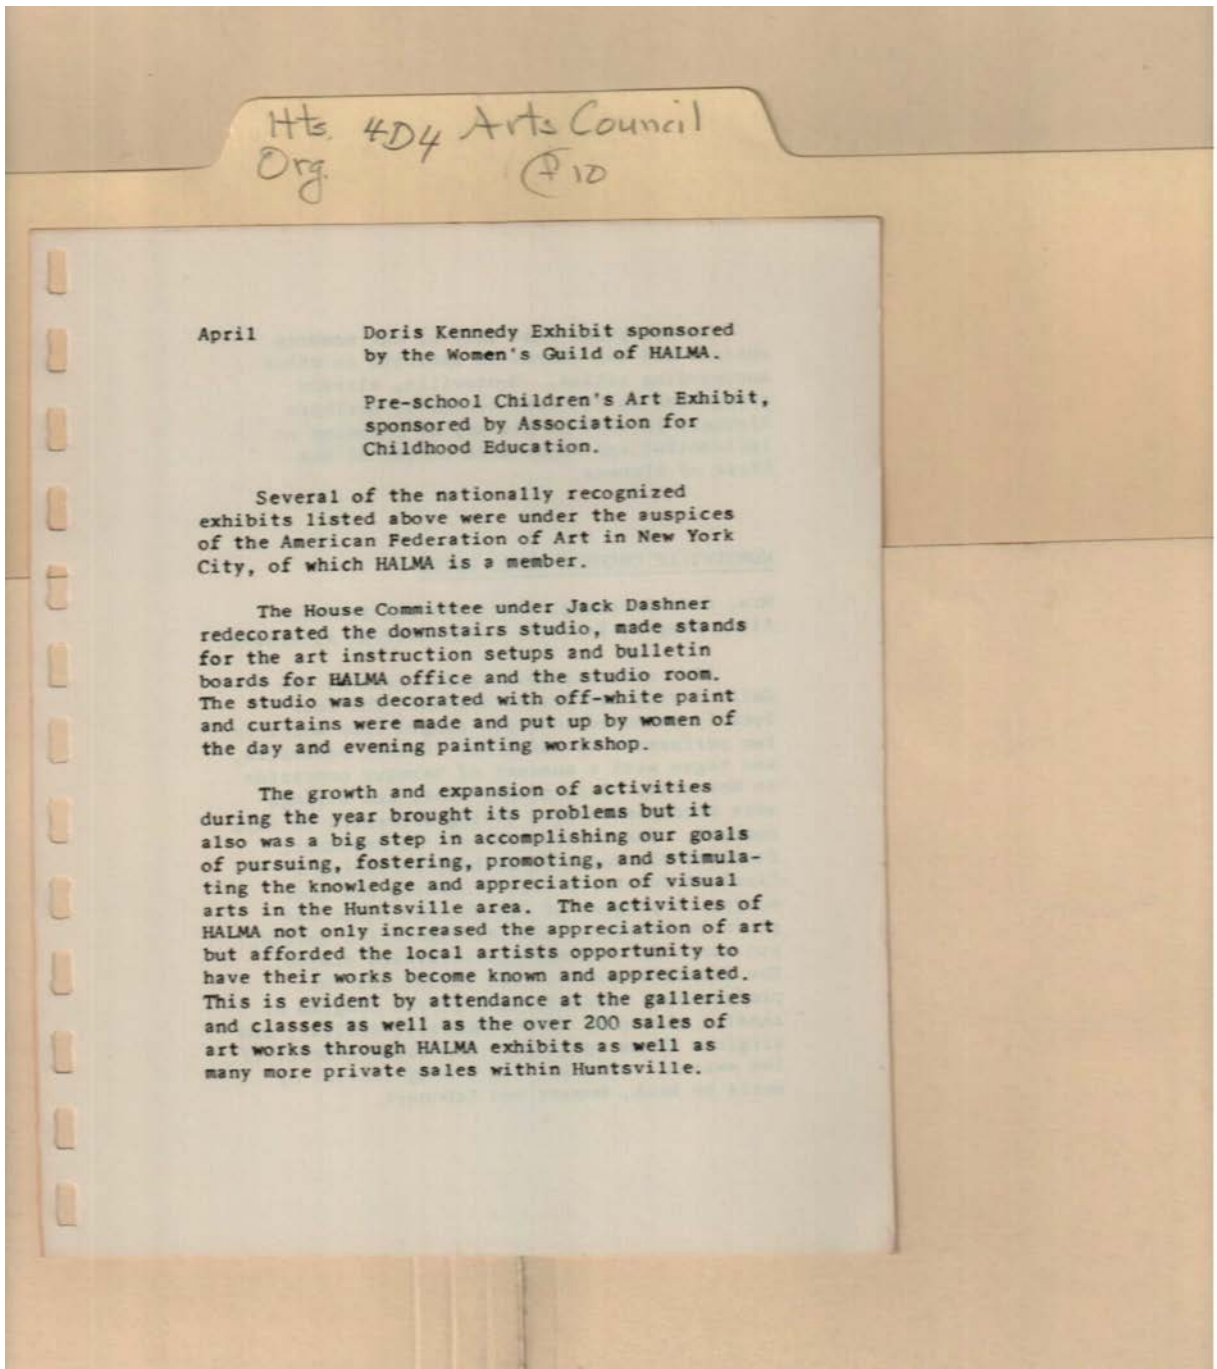 Hts. 4D4 Arts Council
Org. P10
April Doris Kennedy Exhibit sponsored
by the Women's Guild of HALMA.
Pre-school Children's Art Exhibit,
sponsored by Association for
Childhood Education.
Several of the nationally recognized
exhibits listed above were under the auspices
of the American Federation of Art in New York
City, of which HALMA is a member.
The House Committee under Jack Dashner
redecorated the downstairs studio, made stands
for the art instruction setups and bulletin
boards for HALMA office and the studio room.
The studio was decorated with off-white paint
and curtains were made and put up by women of
the day and evening painting workshop.
The growth and expansion of activities
during the year brought its problems but it
also was a big step in accomplishing our goals
of pursuing, fostering, promoting, and stimula-
ting the knowledge and appreciation of visual
arts in the Huntsville area. The activities of
HALMA not only increased the appreciation of art
but afforded the local artists opportunity to
have their works become known and appreciated.
This is evident by attendance at the galleries
and classes as well as the over 200 sales of
art works through HALMA exhibits as well as
many more private sales within Huntsville.